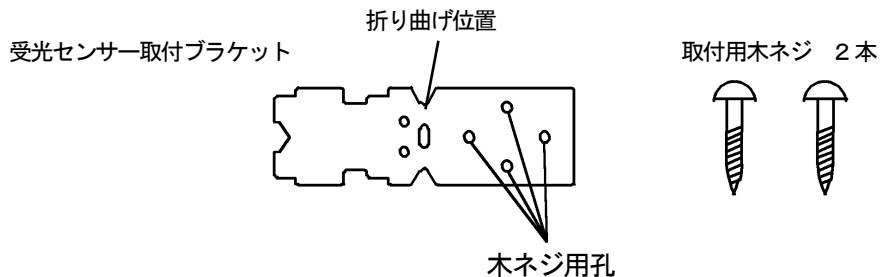 折り曲げ位置
受光センサー取付ブラケット
取付用木ネジ　２本
木ネジ用孔